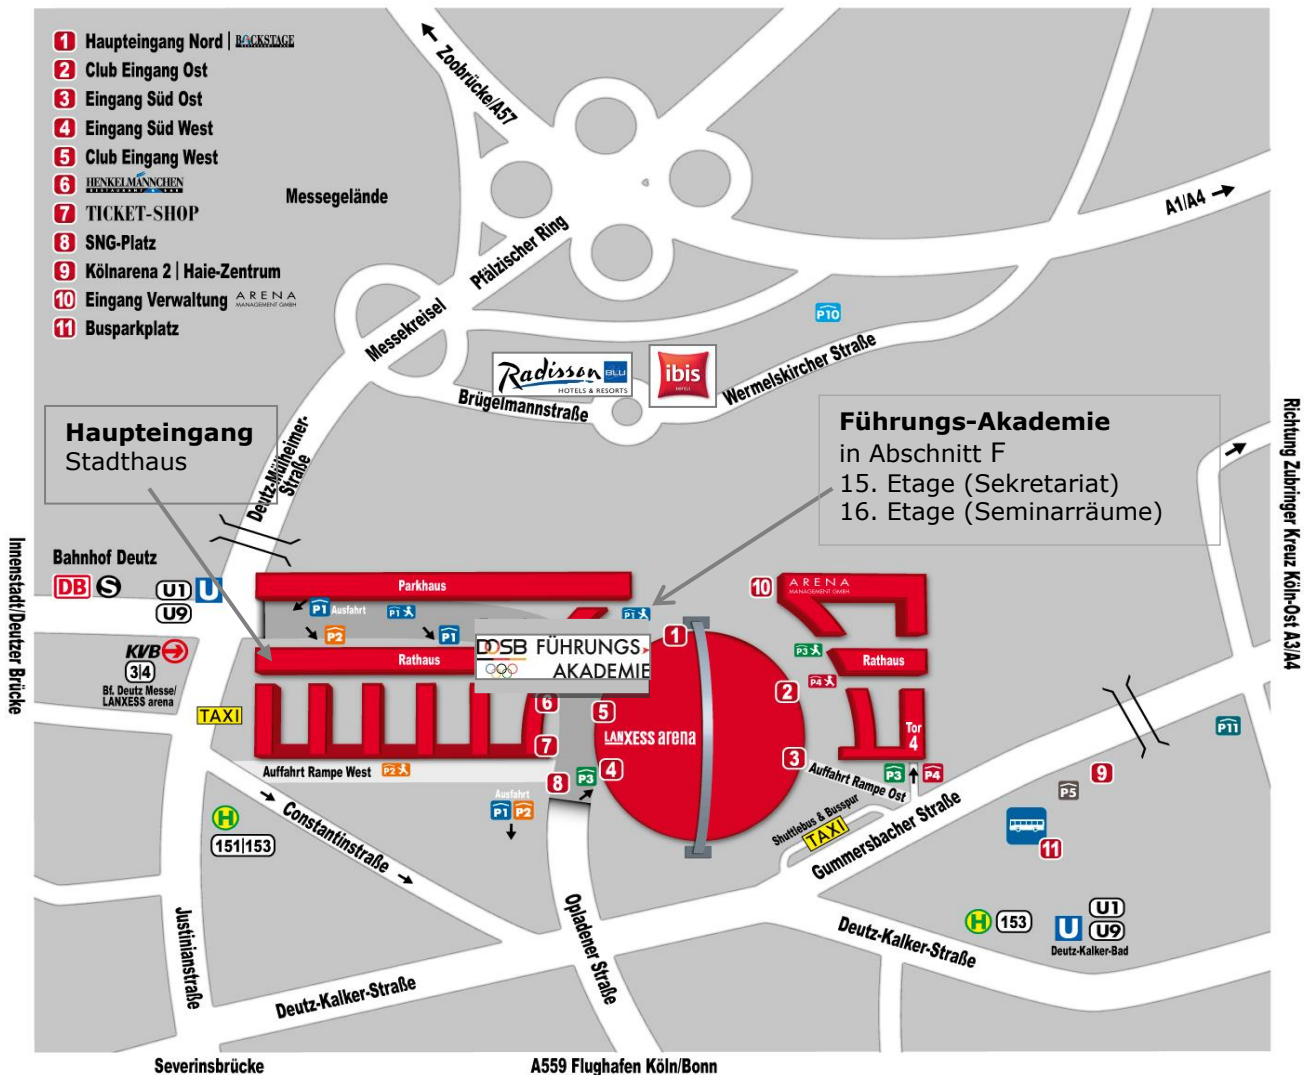 1 Haupteingang Nord | BACKSTAGE
2 Club Eingang Ost
3 Eingang Süd Ost
4 Eingang Süd West
5 Club Eingang West
6 HENKELMÄNNCHEN
RESTAURANT & BAR
7 TICKET-SHOP
8 SNG-Platz
9 Kölnarena 2 | Haie-Zentrum
10 Eingang Verwaltung ARENA
MANAGEMENT GMBH
11 Busparkplatz
Zoobrücke/A57
Messegelände
A1/A4
Pfälzischer Ring
Messekreisel
P10
Radisson BLU
HOTELS & RESORTS
ibis
HOTELS
Wermelskircher Straße
Brügelmannstraße
Haupteingang
Stadthaus
Deutz-Mülheimer-
Straße
Führungs-Akademie
in Abschnitt F
15. Etage (Sekretariat)
16. Etage (Seminarräume)
Richtung Zubringer Kreuz Köln-Ost A3/A4
Innenstadt/Deutzer Brücke
Bahnhof Deutz
DB S
U1 U
U9
KVB
3|4
Bf. Deutz Messe/
LANXESS arena
TAXI
Parkhaus
P1 Ausfahrt P1 P1
P2 P1
Rathaus
DOSB FÜHRUNGS
AKADEMIE
1
10 ARENA
MANAGEMENT GMBH
P3
Rathaus
P4
2
6
5
LANXESS arena
7
3
4
Tor
4
Auffahrt Rampe West P2
8 P3
Auffahrt Rampe Ost
P3 P4
Ausfahrt
P1 P2
Shuttlebus & Busspur
TAXI
Gummersbacher Straße
P11
9
P5
11
H
151|153
Constantinstraße
Justinianstraße
Opladener Straße
Deutz-Kalker-Straße
Deutz-Kalker-Straße
H 153
U U1
U9
Deutz-Kalker-Bad
Severinsbrücke
A559 Flughafen Köln/Bonn